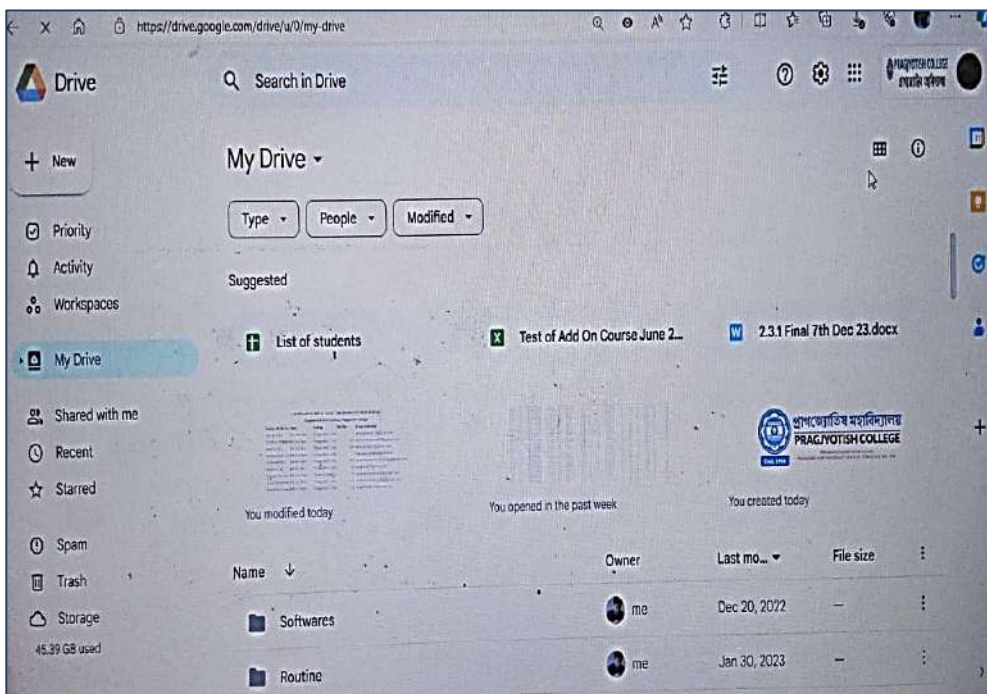 https://drive.google.com/drive/u/0/my-drive
Drive
Search in Drive
PRAGJYOTISH COLLEGE
New
My Drive
Type
People
Modified
Priority
Activity
Workspaces
My Drive
Shared with me
Recent
Starred
Spam
Trash
Storage
45.39 GB used
Suggested
List of students
Test of Add On Course June 2...
2.3.1 Final 7th Dec 23.docx
প্রাগজ্যোতিষ মহাবিদ্যালয়
PRAGJYOTISH COLLEGE
You modified today
You opened in the past week
You created today
Name Owner Last mo... File size
Softwares me Dec 20, 2022 —
Routine me Jan 30, 2023 —